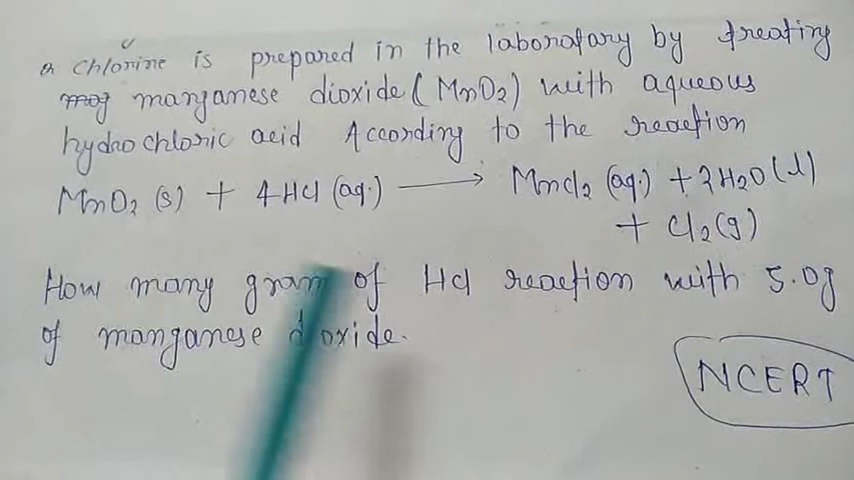 Q Chlorine is prepared in the laboratary by treating
manganese dioxide (MnO2) with aqueous
hydrochloric acid According to the reaction
MnO2 (s) + 4HCl (aq.) ⟶ MnCl2 (aq.) + 2H2O (l)
+ Cl2 (g)
How many gram of HCl reaction with 5.0g
of manganese dioxide.
NCERT